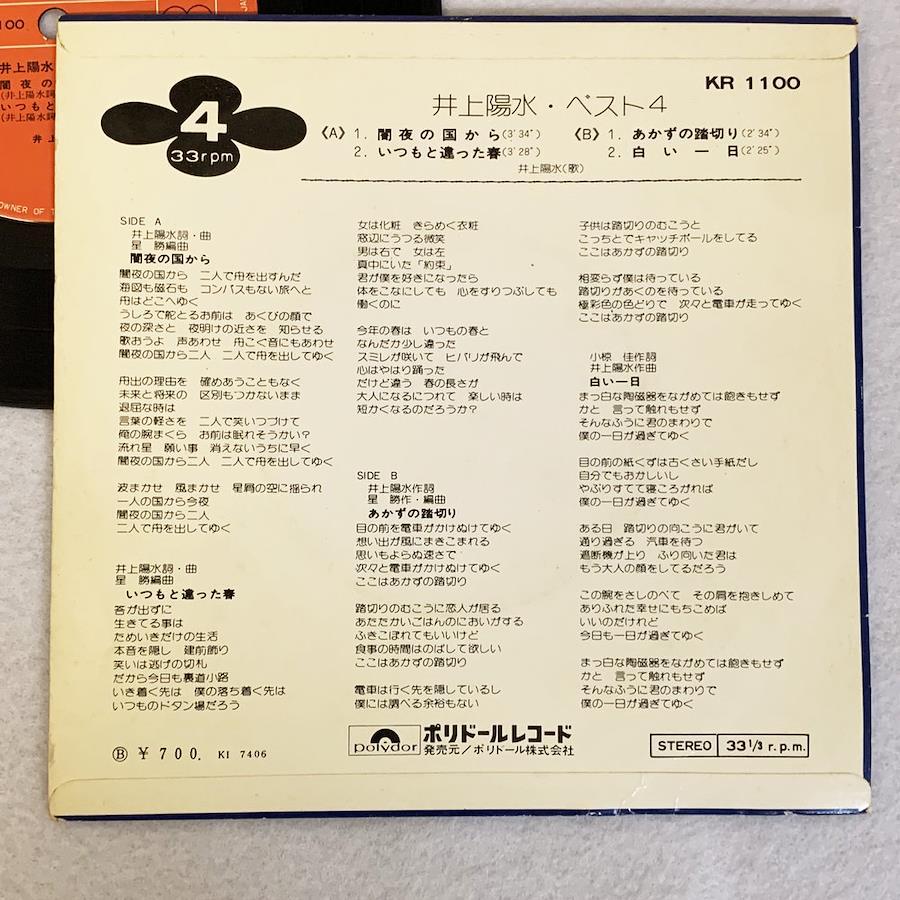 100
井上陽水
闇夜の
(井上陽水詞
いつもと
(井上陽水詞
井上
OWNER OF T
4
33rpm
KR 1100
井上陽水・ベスト4
《A》1. 闇夜の国から(3′34″)
2. いつもと違った春(3′28″)
《B》1. あかずの踏切り(2′34″)
2. 白い一日(2′25″)
井上陽水(歌)
SIDE A
井上陽水詞・曲
星 勝編曲
闇夜の国から
闇夜の国から 二人で舟を出すんだ
海図も磁石も コンパスもない旅へと
舟はどこへゆく
うしろで舵とるお前は あくびの顔で
夜の深さと 夜明けの近さを 知らせる
歌おうよ 声あわせ 舟こぐ音にもあわせ
闇夜の国から二人 二人で舟を出してゆく
舟出の理由を 確めあうこともなく
未来と将来の 区別もつかないまま
退屈な時は
言葉の軽さを 二人で笑いつづけて
俺の腕まくら お前は眠れそうかい?
流れ星 願い事 消えないうちに早く
闇夜の国から二人 二人で舟を出してゆく
波まかせ 風まかせ 星屑の空に揺られ
一人の国から今夜
闇夜の国から二人
二人で舟を出してゆく
井上陽水詞・曲
星 勝編曲
いつもと違った春
答が出ずに
生きてる事は
ためいきだけの生活
本音を隠し 建前飾り
笑いは逃げの切札
だから今日も裏道小路
いき着く先は 僕の落ち着く先は
いつものドタン場だろう
女は化粧 きらめく衣粧
窓辺にうつる微笑
男は右で 女は左
真中にいた「約束」
君が僕を好きになったら
体をこなにしても 心をすりつぶしても
働くのに
今年の春は いつもの春と
なんだか少し違った
スミレが咲いて ヒバリが飛んで
心はやはり踊った
だけど違う 春の長さが
大人になるにつれて 楽しい時は
短かくなるのだろうか?
SIDE B
井上陽水作詞
星 勝作・編曲
あかずの踏切り
目の前を電車がかけぬけてゆく
想い出が風にまきこまれる
思いもよらぬ速さで
次々と電車がかけぬけてゆく
ここはあかずの踏切り
踏切りのむこうに恋人が居る
あたたかいごはんのにおいがする
ふきこぼれてもいいけど
食事の時間はのばして欲しい
ここはあかずの踏切り
電車は行く先を隠しているし
僕には調べる余裕もない
子供は踏切りのむこうと
こっちとでキャッチボールをしてる
ここはあかずの踏切り
相変らず僕は待っている
踏切りがあくのを待っている
極彩色の色どりで 次々と電車が走ってゆく
ここはあかずの踏切り
小椋 佳作詞
井上陽水作曲
白い一日
まっ白な陶磁器をながめては飽きもせず
かと 言って触れもせず
そんなふうに君のまわりで
僕の一日が過ぎてゆく
目の前の紙くずは古くさい手紙だし
自分でもおかしいし
やぶりすてて寝ころがれば
僕の一日が過ぎてゆく
ある日 踏切りの向こうに君がいて
通り過ぎる 汽車を待つ
遮断機が上り ふり向いた君は
もう大人の顔をしてるだろう
この腕をさしのべて その肩を抱きしめて
ありふれた幸せにもちこめば
いいのだけれど
今日も一日が過ぎてゆく
まっ白な陶磁器をながめては飽きもせず
かと 言って触れもせず
そんなふうに君のまわりで
僕の一日が過ぎてゆく
Ⓑ ¥700. KI 7406
polydor
ポリドールレコード
発売元/ポリドール株式会社
STEREO 33 1/3 r.p.m.